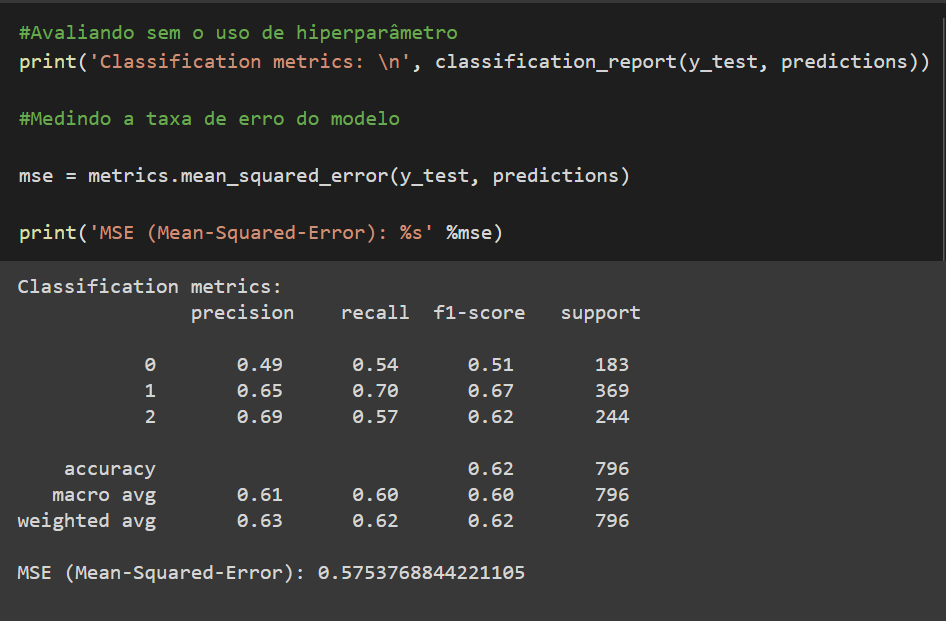 #Avaliando sem o uso de hiperparâmetro
print('Classification metrics: \n', classification_report(y_test, predictions))
#Medindo a taxa de erro do modelo
mse = metrics.mean_squared_error(y_test, predictions)
print('MSE (Mean-Squared-Error): %s' %mse)
Classification metrics:
precision recall f1-score support
0 0.49 0.54 0.51 183
1 0.65 0.70 0.67 369
2 0.69 0.57 0.62 244
accuracy 0.62 796
macro avg 0.61 0.60 0.60 796
weighted avg 0.63 0.62 0.62 796
MSE (Mean-Squared-Error): 0.5753768844221105